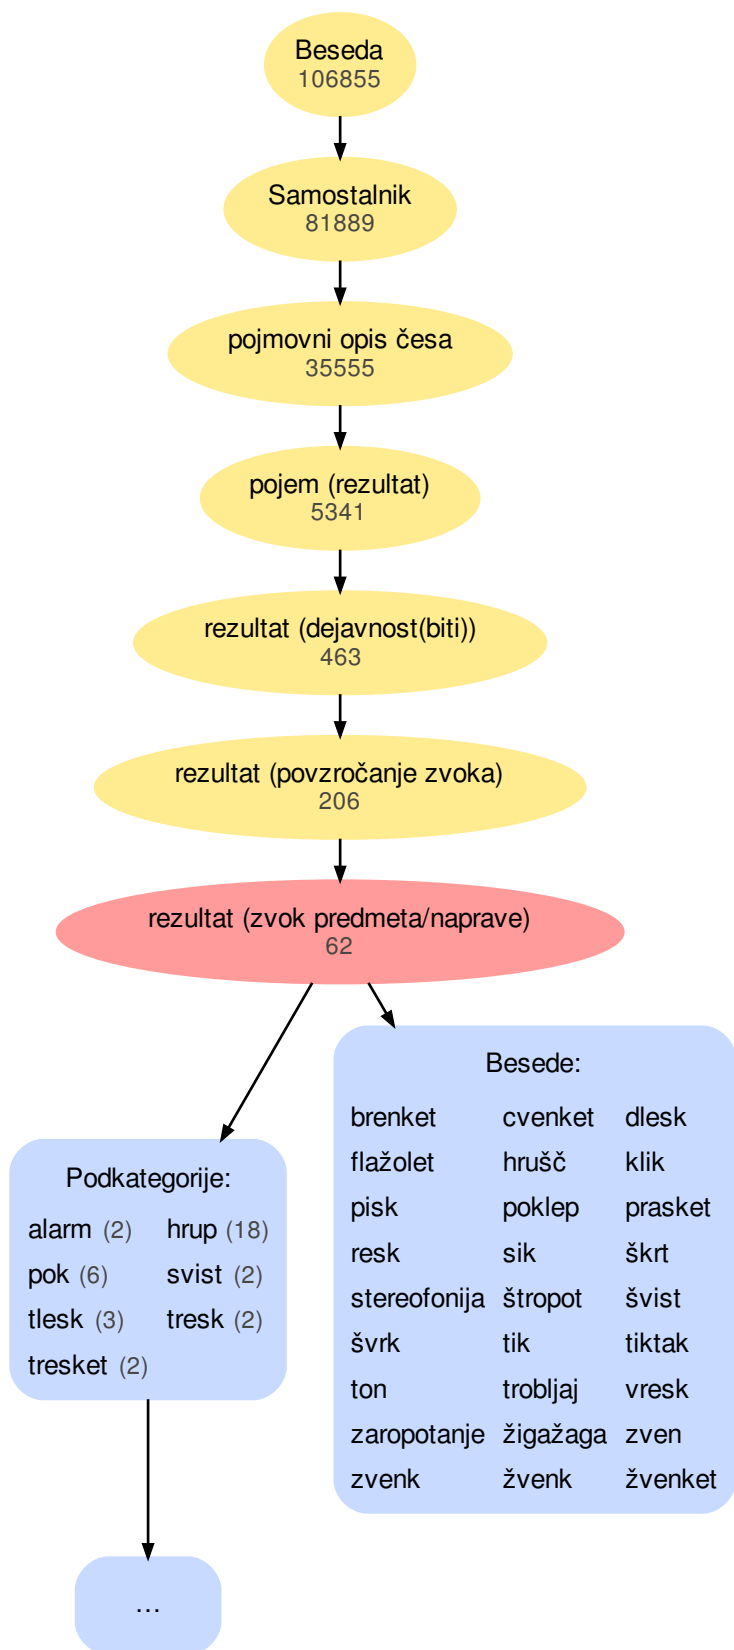 Beseda
106855
Samostalnik
81889
pojmovni opis česa
35555
pojem (rezultat)
5341
rezultat (dejavnost(biti))
463
rezultat (povzročanje zvoka)
206
rezultat (zvok predmeta/naprave)
62
Podkategorije:
alarm (2) hrup (18)
pok (6) svist (2)
tlesk (3) tresk (2)
tresket (2)
...
Besede:
brenket cvenket dlesk
flažolet hrušč klik
pisk poklep prasket
resk sik škrt
stereofonija štropot švist
švrk tik tiktak
ton trobljaj vresk
zaropotanje žigažaga zven
zvenk žvenk žvenket